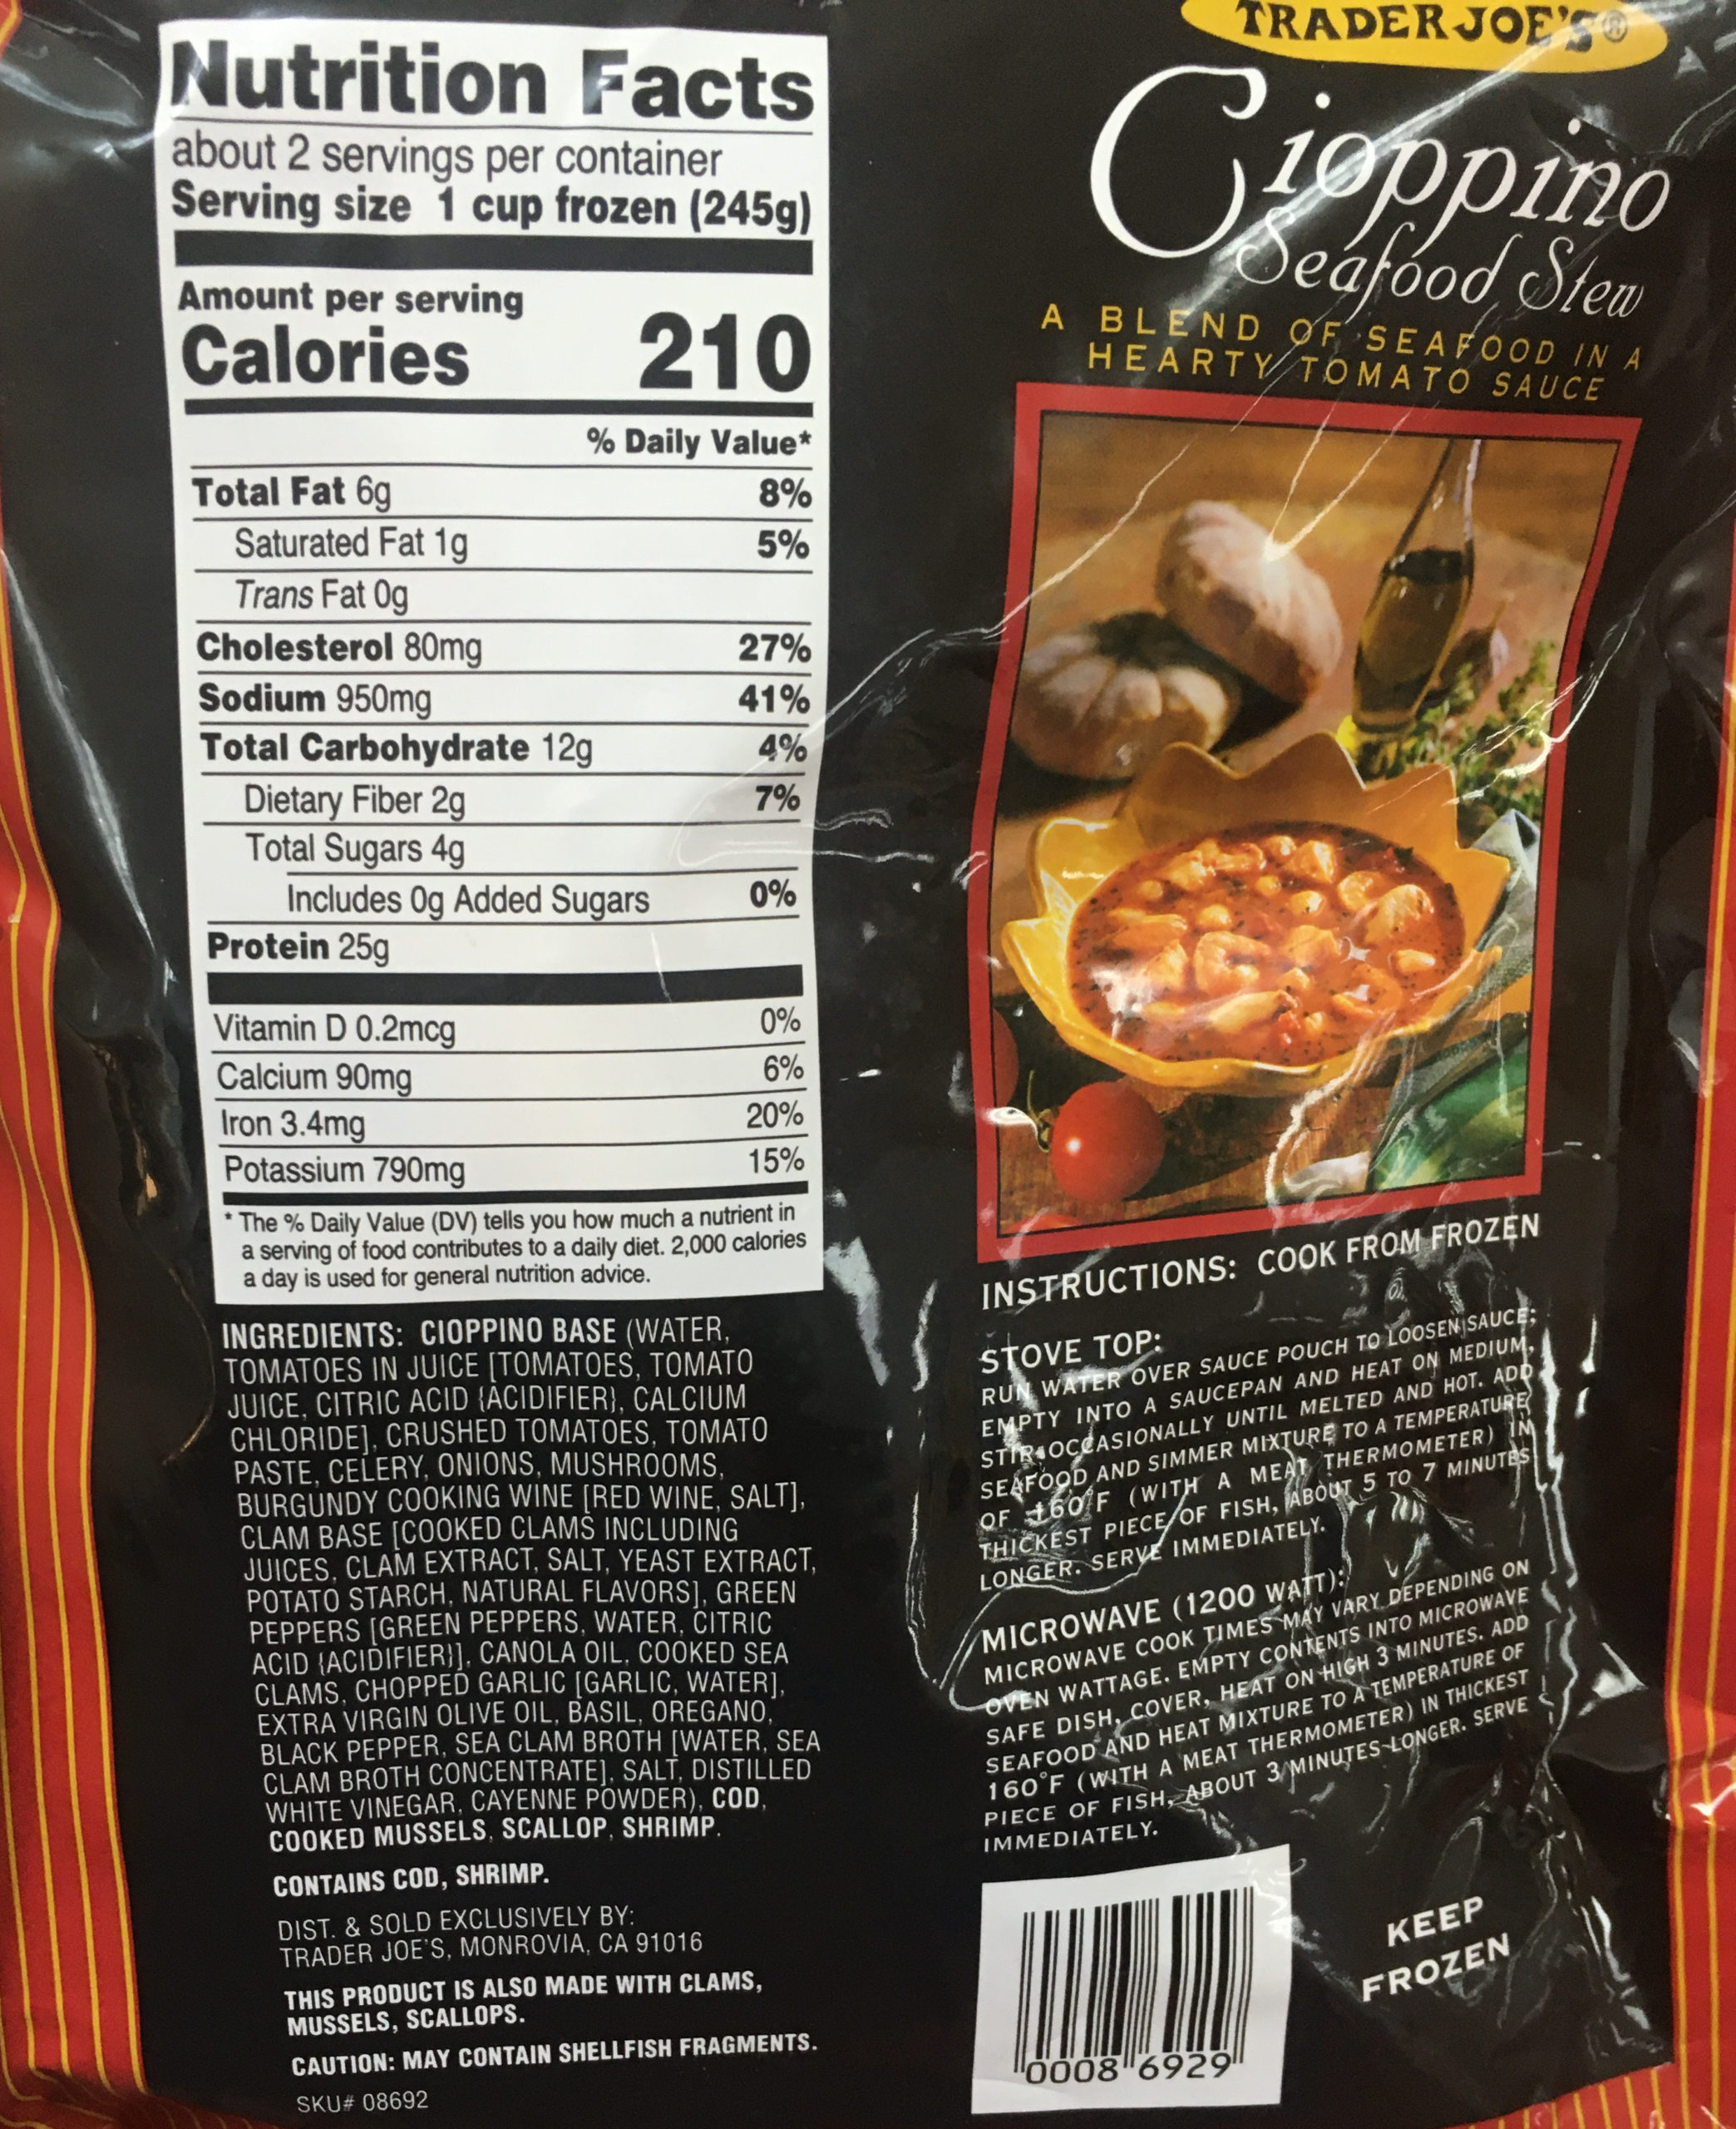 Nutrition Facts
about 2 servings per container
Serving size 1 cup frozen (245g)
Amount per serving
Calories 210
% Daily Value*
Total Fat 6g 8%
Saturated Fat 1g 5%
Trans Fat 0g
Cholesterol 80mg 27%
Sodium 950mg 41%
Total Carbohydrate 12g 4%
Dietary Fiber 2g 7%
Total Sugars 4g
Includes 0g Added Sugars 0%
Protein 25g
Vitamin D 0.2mcg 0%
Calcium 90mg 6%
Iron 3.4mg 20%
Potassium 790mg 15%
* The % Daily Value (DV) tells you how much a nutrient in
a serving of food contributes to a daily diet. 2,000 calories
a day is used for general nutrition advice.
INGREDIENTS: CIOPPINO BASE (WATER,
TOMATOES IN JUICE [TOMATOES, TOMATO
JUICE, CITRIC ACID {ACIDIFIER}, CALCIUM
CHLORIDE], CRUSHED TOMATOES, TOMATO
PASTE, CELERY, ONIONS, MUSHROOMS,
BURGUNDY COOKING WINE [RED WINE, SALT],
CLAM BASE [COOKED CLAMS INCLUDING
JUICES, CLAM EXTRACT, SALT, YEAST EXTRACT,
POTATO STARCH, NATURAL FLAVORS], GREEN
PEPPERS [GREEN PEPPERS, WATER, CITRIC
ACID {ACIDIFIER}], CANOLA OIL, COOKED SEA
CLAMS, CHOPPED GARLIC [GARLIC, WATER],
EXTRA VIRGIN OLIVE OIL, BASIL, OREGANO,
BLACK PEPPER, SEA CLAM BROTH [WATER, SEA
CLAM BROTH CONCENTRATE], SALT, DISTILLED
WHITE VINEGAR, CAYENNE POWDER), COD,
COOKED MUSSELS, SCALLOP, SHRIMP.
CONTAINS COD, SHRIMP.
DIST. & SOLD EXCLUSIVELY BY:
TRADER JOE'S, MONROVIA, CA 91016
THIS PRODUCT IS ALSO MADE WITH CLAMS,
MUSSELS, SCALLOPS.
CAUTION: MAY CONTAIN SHELLFISH FRAGMENTS.
SKU# 08692
TRADER JOE'S®
Cioppino
Seafood Stew
A BLEND OF SEAFOOD IN A
HEARTY TOMATO SAUCE
INSTRUCTIONS: COOK FROM FROZEN
STOVE TOP:
RUN WATER OVER SAUCE POUCH TO LOOSEN SAUCE;
EMPTY INTO A SAUCEPAN AND HEAT ON MEDIUM,
STIR OCCASIONALLY UNTIL MELTED AND HOT. ADD
SEAFOOD AND SIMMER MIXTURE TO A TEMPERATURE
OF 160°F (WITH A MEAT THERMOMETER) IN
THICKEST PIECE OF FISH, ABOUT 5 TO 7 MINUTES
LONGER. SERVE IMMEDIATELY.
MICROWAVE (1200 WATT):
MICROWAVE COOK TIMES MAY VARY DEPENDING ON
OVEN WATTAGE. EMPTY CONTENTS INTO MICROWAVE
SAFE DISH, COVER, HEAT ON HIGH 3 MINUTES. ADD
SEAFOOD AND HEAT MIXTURE TO A TEMPERATURE OF
160°F (WITH A MEAT THERMOMETER) IN THICKEST
PIECE OF FISH, ABOUT 3 MINUTES LONGER. SERVE
IMMEDIATELY.
0008 6929
KEEP
FROZEN